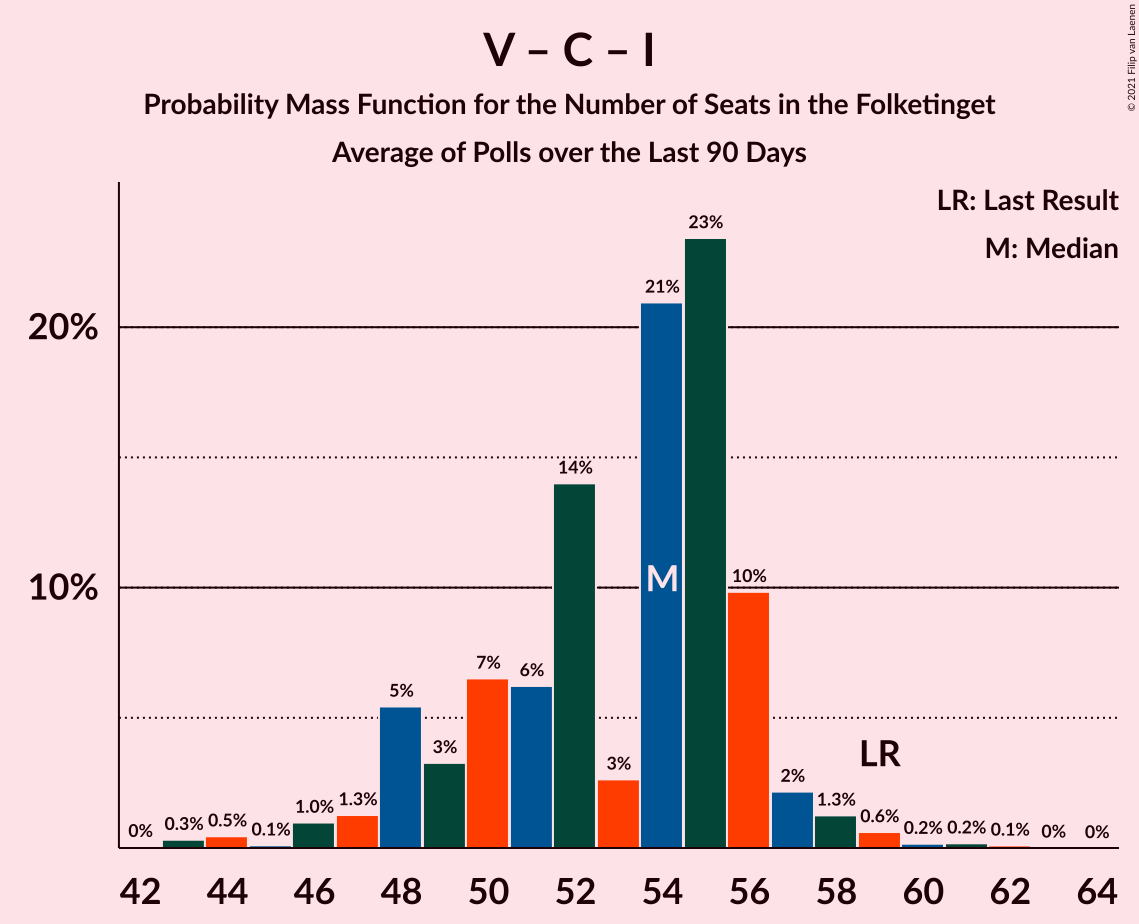 V – C – I
Probability Mass Function for the Number of Seats in the Folketinget
Average of Polls over the Last 90 Days
© 2021 Filip van Laenen
LR: Last Result
M: Median
20%
10%
0%
0.3%
0.5%
0.1%
1.0%
1.3%
5%
3%
7%
6%
14%
3%
21%
23%
10%
2%
1.3%
0.6%
0.2%
0.2%
0.1%
0%
0%
M
LR
42 44 46 48 50 52 54 56 58 60 62 64